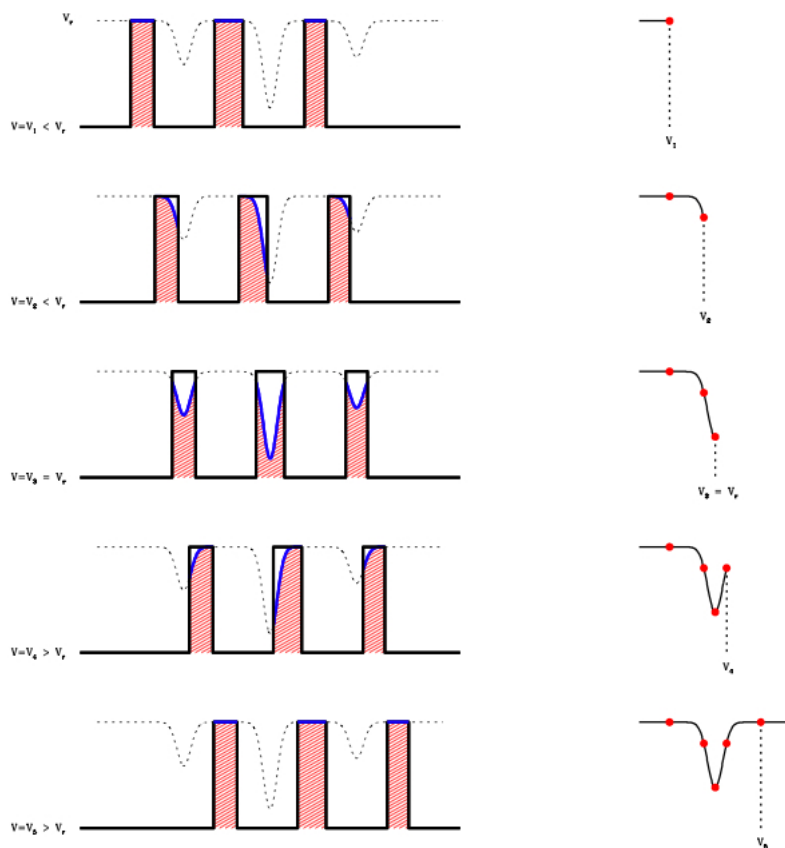 Vᵣ
V=V₁ < Vᵣ
V₁
V=V₂ < Vᵣ
V₂
V=V₃ = Vᵣ
V₃ = Vᵣ
V=V₄ > Vᵣ
V₄
V=V₅ > Vᵣ
V₅